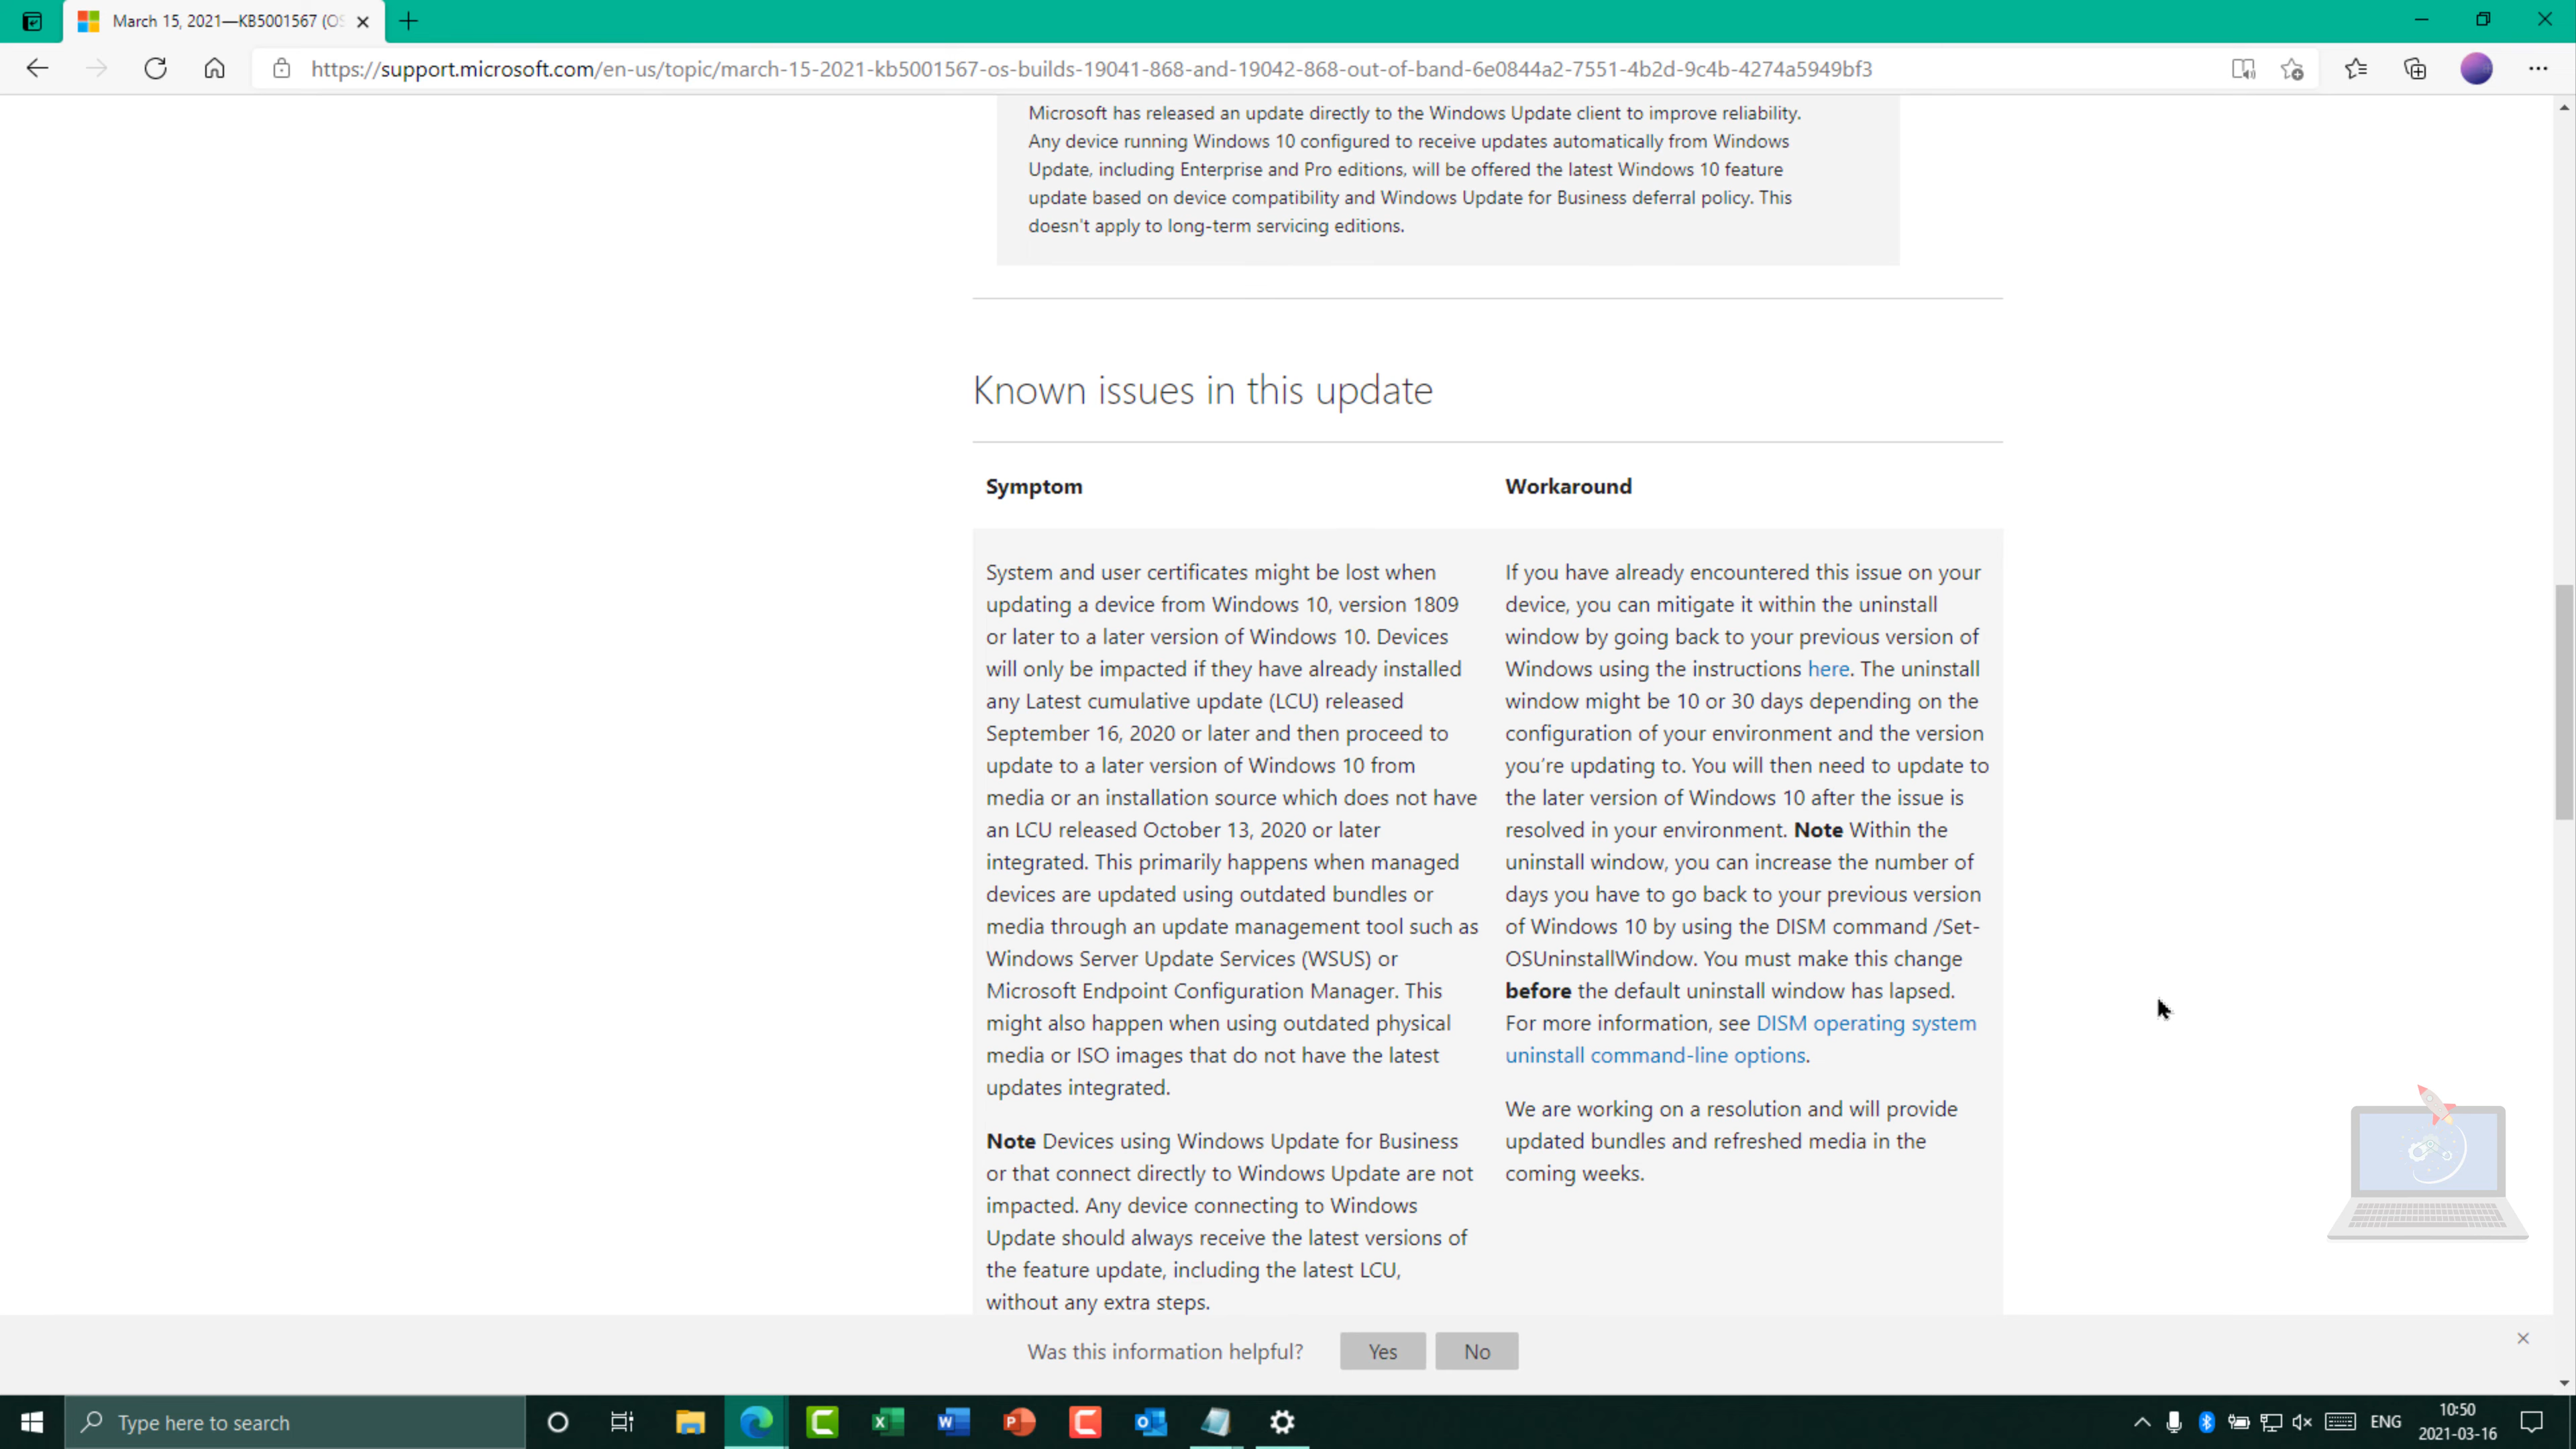 March 15, 2021—KB5001567 (OS
https://support.microsoft.com/en-us/topic/march-15-2021-kb5001567-os-builds-19041-868-and-19042-868-out-of-band-6e0844a2-7551-4b2d-9c4b-4274a5949bf3
Microsoft has released an update directly to the Windows Update client to improve reliability.
Any device running Windows 10 configured to receive updates automatically from Windows
Update, including Enterprise and Pro editions, will be offered the latest Windows 10 feature
update based on device compatibility and Windows Update for Business deferral policy. This
doesn't apply to long-term servicing editions.
Known issues in this update
Symptom
System and user certificates might be lost when
updating a device from Windows 10, version 1809
or later to a later version of Windows 10. Devices
will only be impacted if they have already installed
any Latest cumulative update (LCU) released
September 16, 2020 or later and then proceed to
update to a later version of Windows 10 from
media or an installation source which does not have
an LCU released October 13, 2020 or later
integrated. This primarily happens when managed
devices are updated using outdated bundles or
media through an update management tool such as
Windows Server Update Services (WSUS) or
Microsoft Endpoint Configuration Manager. This
might also happen when using outdated physical
media or ISO images that do not have the latest
updates integrated.
Note Devices using Windows Update for Business
or that connect directly to Windows Update are not
impacted. Any device connecting to Windows
Update should always receive the latest versions of
the feature update, including the latest LCU,
without any extra steps.
Workaround
If you have already encountered this issue on your
device, you can mitigate it within the uninstall
window by going back to your previous version of
Windows using the instructions here. The uninstall
window might be 10 or 30 days depending on the
configuration of your environment and the version
you’re updating to. You will then need to update to
the later version of Windows 10 after the issue is
resolved in your environment. Note Within the
uninstall window, you can increase the number of
days you have to go back to your previous version
of Windows 10 by using the DISM command /Set-
OSUninstallWindow. You must make this change
before the default uninstall window has lapsed.
For more information, see DISM operating system
uninstall command-line options.
We are working on a resolution and will provide
updated bundles and refreshed media in the
coming weeks.
Was this information helpful?
Yes
No
Type here to search
ENG
10:50
2021-03-16